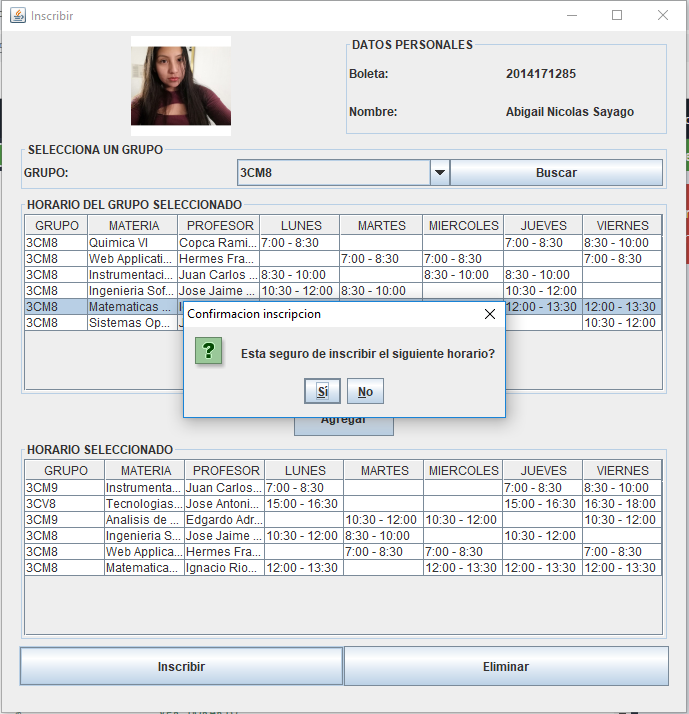 Inscribir
DATOS PERSONALES
Boleta: 2014171285
Nombre: Abigail Nicolas Sayago
SELECCIONA UN GRUPO
GRUPO: 3CM8 Buscar
HORARIO DEL GRUPO SELECCIONADO
GRUPO MATERIA PROFESOR LUNES MARTES MIERCOLES JUEVES VIERNES
3CM8 Quimica VI Copca Rami... 7:00 - 8:30 7:00 - 8:30 8:30 - 10:00
3CM8 Web Applicati... Hermes Fra... 7:00 - 8:30 7:00 - 8:30 7:00 - 8:30
3CM8 Instrumentaci... Juan Carlos ... 8:30 - 10:00 8:30 - 10:00 8:30 - 10:00
3CM8 Ingenieria Sof... Jose Jaime ... 10:30 - 12:00 8:30 - 10:00 10:30 - 12:00
3CM8 Matematicas ... 12:00 - 13:30 12:00 - 13:30
3CM8 Sistemas Op... 10:30 - 12:00
Confirmacion inscripcion
? Esta seguro de inscribir el siguiente horario?
Sí No
Agregar
HORARIO SELECCIONADO
GRUPO MATERIA PROFESOR LUNES MARTES MIERCOLES JUEVES VIERNES
3CM9 Instrumenta... Juan Carlos... 7:00 - 8:30 7:00 - 8:30 8:30 - 10:00
3CV8 Tecnologias... Jose Antoni... 15:00 - 16:30 15:00 - 16:30 16:30 - 18:00
3CM9 Analisis de ... Edgardo Adr... 10:30 - 12:00 10:30 - 12:00 10:30 - 12:00
3CM8 Ingenieria S... Jose Jaime ... 10:30 - 12:00 8:30 - 10:00 10:30 - 12:00
3CM8 Web Applica... Hermes Fra... 7:00 - 8:30 7:00 - 8:30 7:00 - 8:30
3CM8 Matematica... Ignacio Rio... 12:00 - 13:30 12:00 - 13:30 12:00 - 13:30 12:00 - 13:30
Inscribir Eliminar